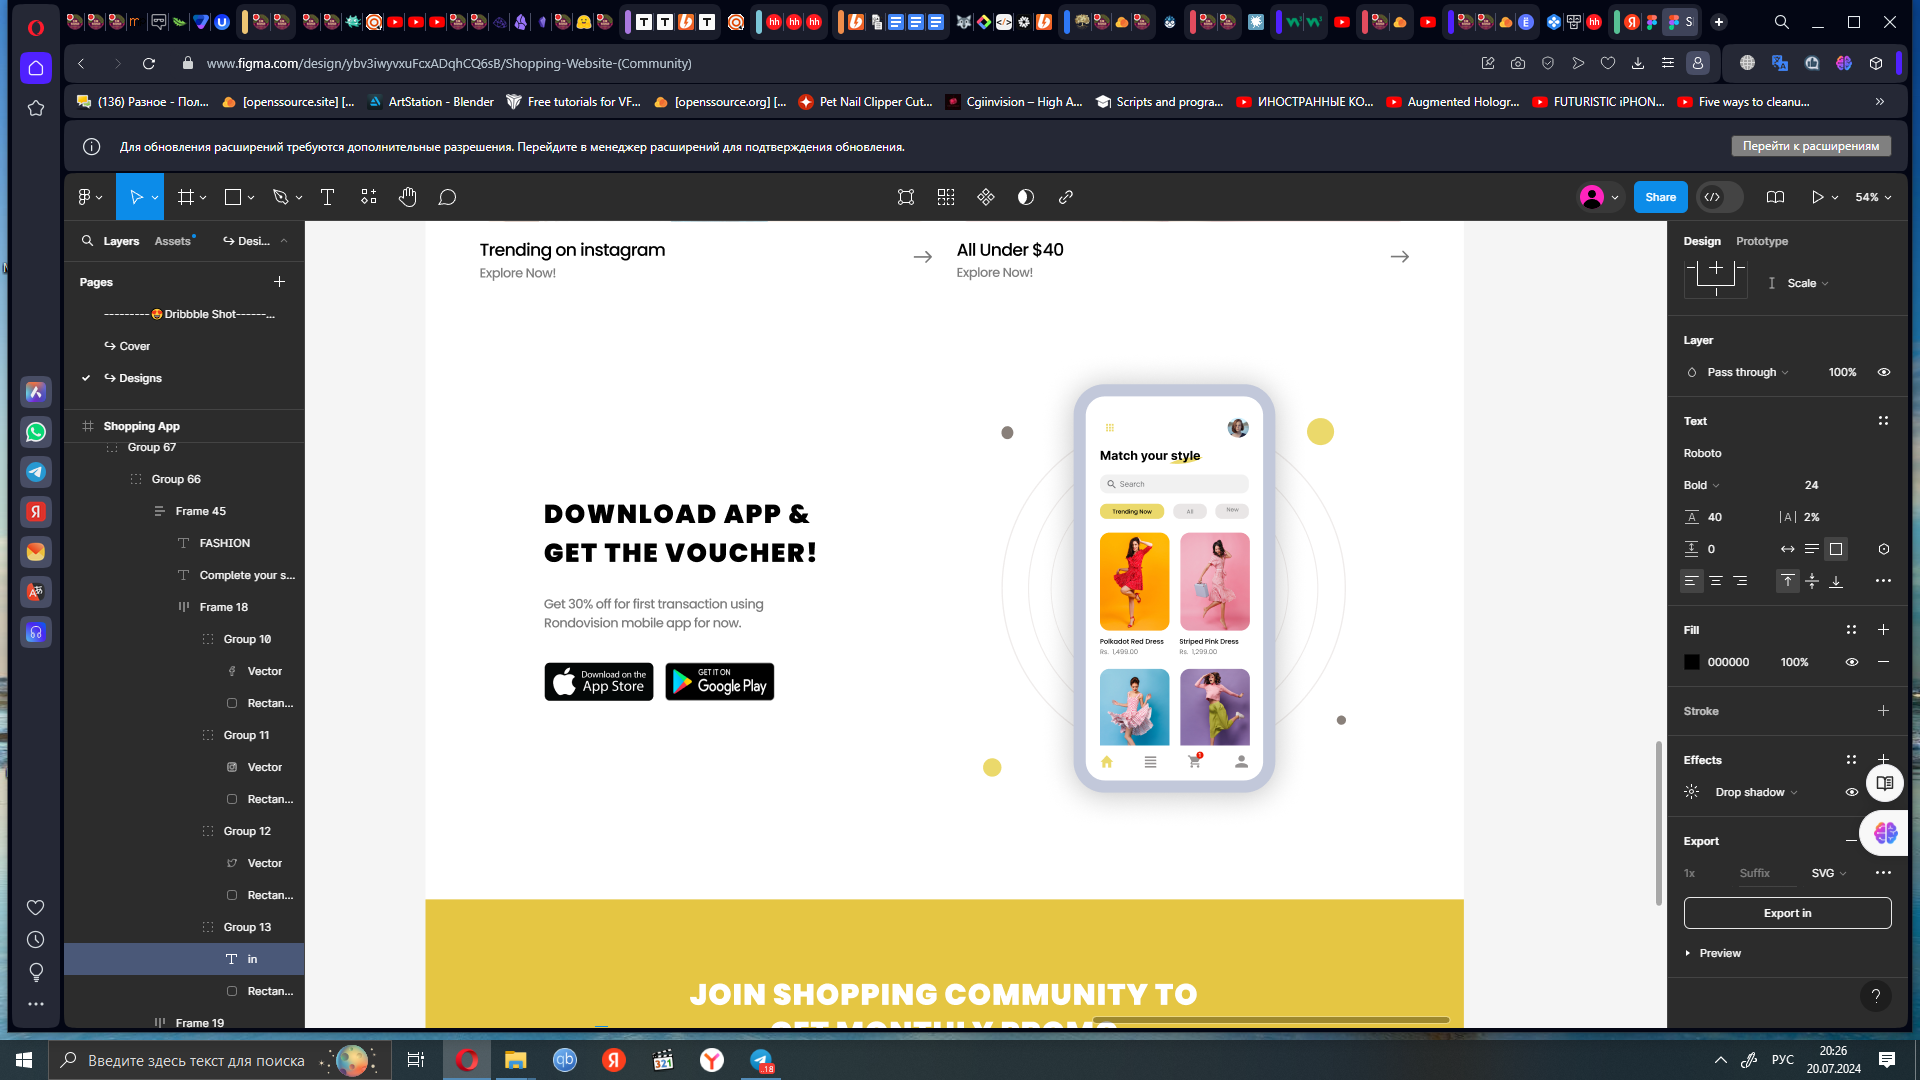 www.figma.com/design/ybv3iwyvxuFcxADqhCQ6sB/Shopping-Website-(Community)
(136) Разное - Пол...
[openssource.site] [...
ArtStation - Blender
Free tutorials for VF...
[openssource.org] [...
Pet Nail Clipper Cut...
Cgiinvision – High A...
Scripts and progra...
ИНОСТРАННЫЕ КО...
Augmented Hologr...
FUTURISTIC iPHON...
Five ways to cleanu...
Для обновления расширений требуются дополнительные разрешения. Перейдите в менеджер расширений для подтверждения обновления.
Перейти к расширениям
Share
54%
Layers
Assets
Desi...
Pages
---------🤩Dribbble Shot------...
Cover
Designs
Shopping App
Group 67
Group 66
Frame 45
FASHION
Complete your s...
Frame 18
Group 10
Vector
Rectan...
Group 11
Vector
Rectan...
Group 12
Vector
Rectan...
Group 13
in
Rectan...
Frame 19
Trending on instagram
Explore Now!
All Under $40
Explore Now!
DOWNLOAD APP &
GET THE VOUCHER!
Get 30% off for first transaction using
Rondovision mobile app for now.
Download on the
App Store
GET IT ON
Google Play
Match your style
Search
Trending Now
All
New
Polkadot Red Dress
Rs. 1,499.00
Striped Pink Dress
Rs. 1,299.00
1
JOIN SHOPPING COMMUNITY TO
GET MONTHLY PROMO
Design
Prototype
Scale
Layer
Pass through
100%
Text
Roboto
Bold
24
40
2%
0
Fill
000000
100%
Stroke
Effects
Drop shadow
Export
1x
Suffix
SVG
Export in
Preview
?
Введите здесь текст для поиска
qb
321
18
РУС
20:26
20.07.2024